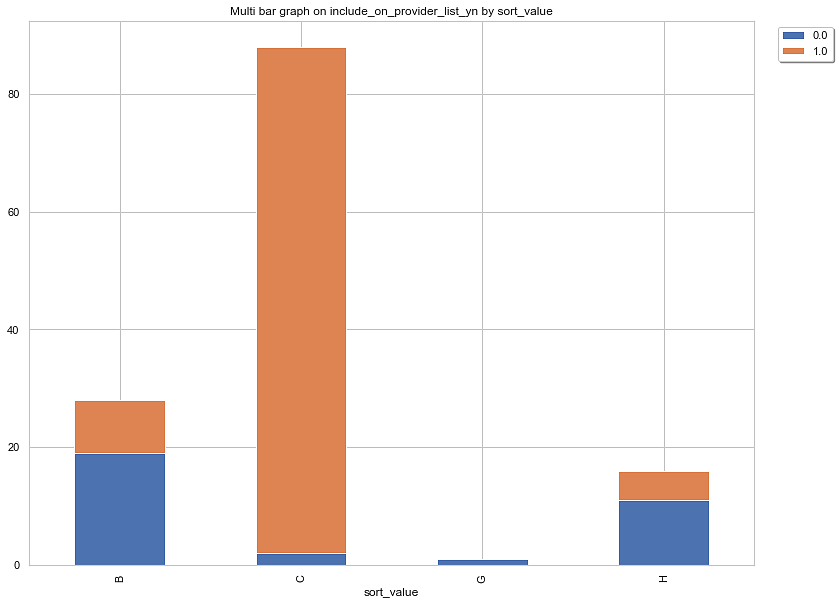 Multi bar graph on include_on_provider_list_yn by sort_value
0.0
1.0
80
60
40
20
0
B
C
G
H
sort_value